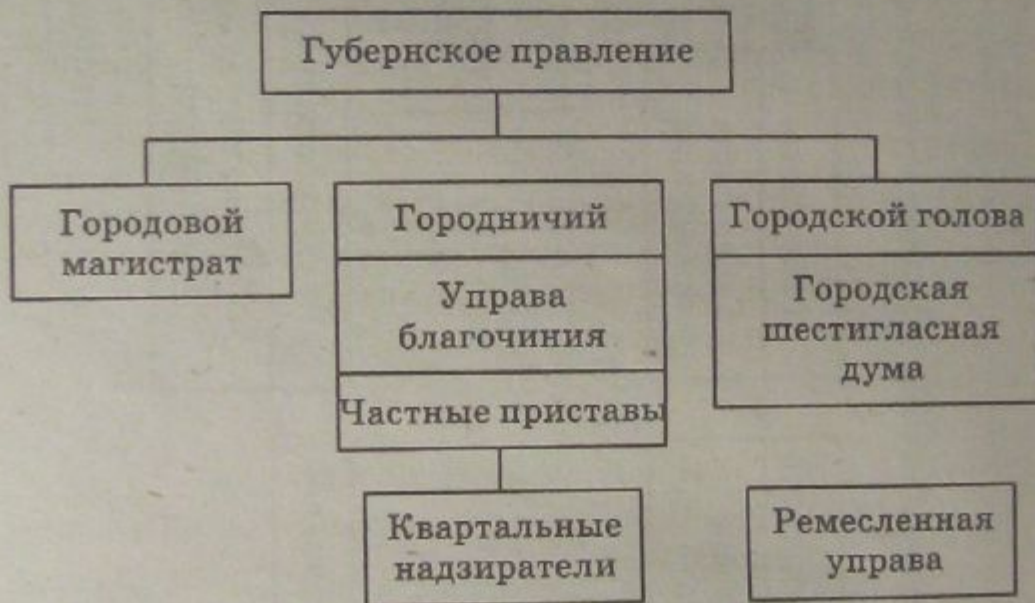 Губернское правление
Городовой
магистрат
Городничий
Управа
благочиния
Частные приставы
Городской голова
Городская
шестигласная
дума
Квартальные
надзиратели
Ремесленная
управа